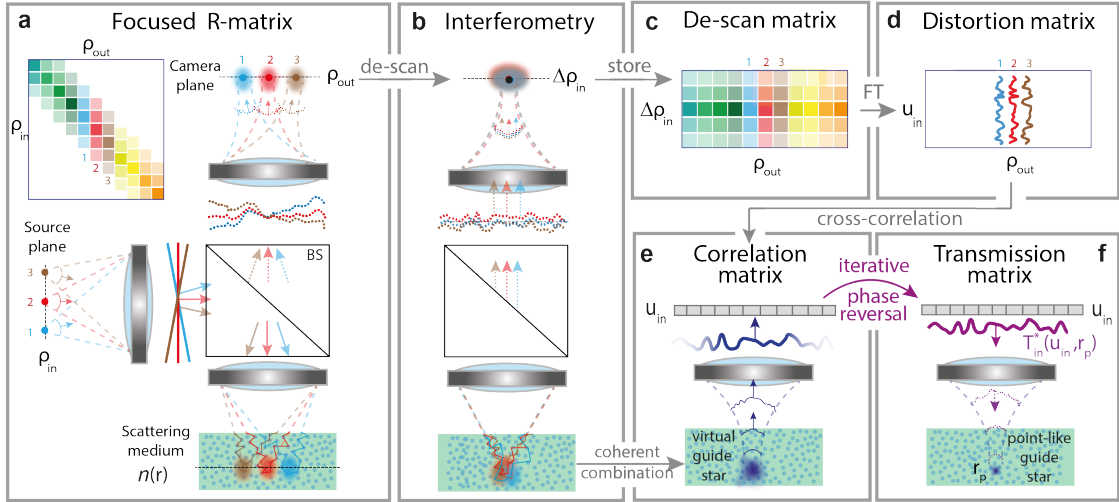 a Focused R-matrix
ρout
ρin
1
2
3
Camera plane
1 2 3
ρout
Source plane
3
2
1
ρin
BS
Scattering medium
n(r)
de-scan
b Interferometry
Δρin
store
c De-scan matrix
1 2 3
Δρin
ρout
FT
d Distortion matrix
1 2 3
uin
ρout
cross-correlation
coherent combination
e Correlation matrix
uin
virtual guide star
iterative phase reversal
Transmission matrix f
uin
T*in(uin,rp)
point-like guide star
rp